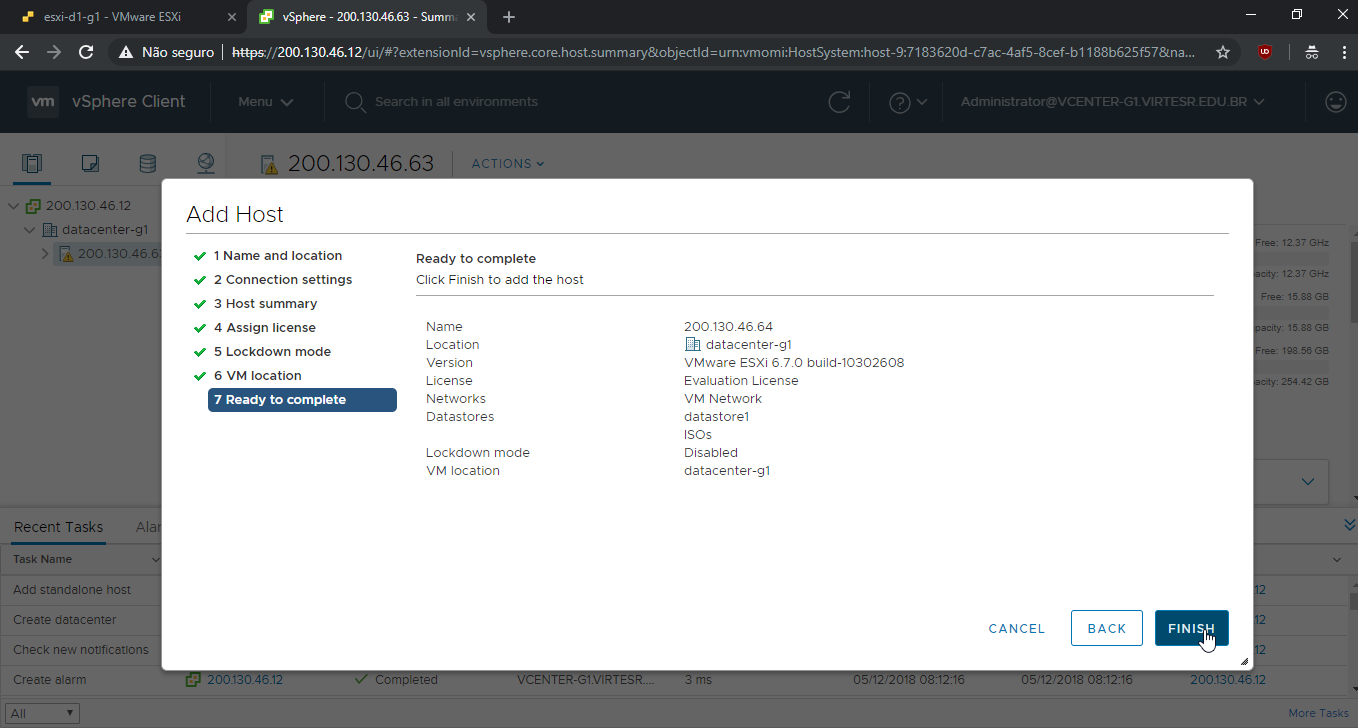 esxi-d1-g1 - VMware ESXi
vSphere - 200.130.46.63 - Summa
Não seguro
https://200.130.46.12/ui/#?extensionId=vsphere.core.host.summary&objectId=urn:vmomi:HostSystem:host-9:7183620d-c7ac-4af5-8cef-b1188b625f57&na...
vm vSphere Client Menu Search in all environments Administrator@VCENTER-G1.VIRTESR.EDU.BR
200.130.46.63 ACTIONS
200.130.46.12
datacenter-g1
200.130.46.63
Free: 12.37 GHz
acity: 12.37 GHz
Free: 15.88 GB
pacity: 15.88 GB
Free: 198.56 GB
acity: 254.42 GB
Add Host
1 Name and location
2 Connection settings
3 Host summary
4 Assign license
5 Lockdown mode
6 VM location
7 Ready to complete
Ready to complete
Click Finish to add the host
Name 200.130.46.64
Location datacenter-g1
Version VMware ESXi 6.7.0 build-10302608
License Evaluation License
Networks VM Network
Datastores datastore1
ISOs
Lockdown mode Disabled
VM location datacenter-g1
CANCEL BACK FINISH
Recent Tasks Alar
Task Name
Add standalone host 12
Create datacenter 12
Check new notifications 12
Create alarm 200.130.46.12 Completed VCENTER-G1.VIRTESR.... 3 ms 05/12/2018 08:12:16 05/12/2018 08:12:16 200.130.46.12
All More Tasks